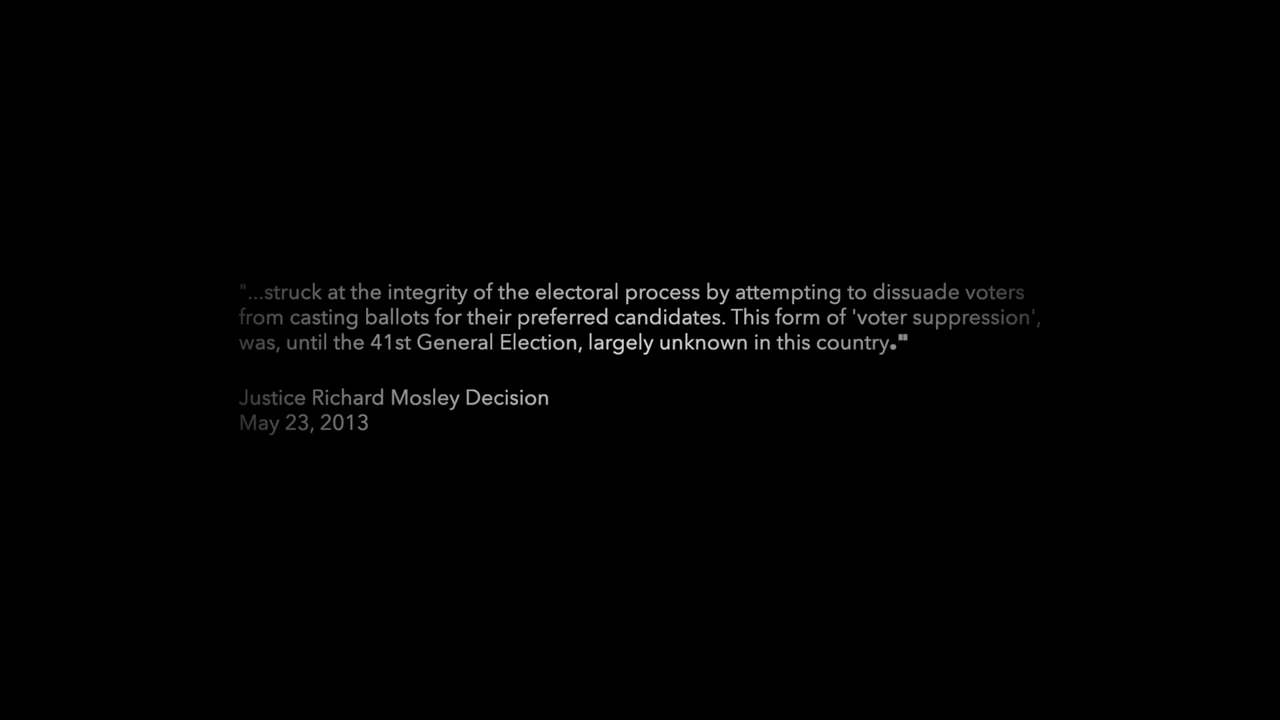 "...struck at the integrity of the electoral process by attempting to dissuade voters
from casting ballots for their preferred candidates. This form of 'voter suppression',
was, until the 41st General Election, largely unknown in this country."
Justice Richard Mosley Decision
May 23, 2013